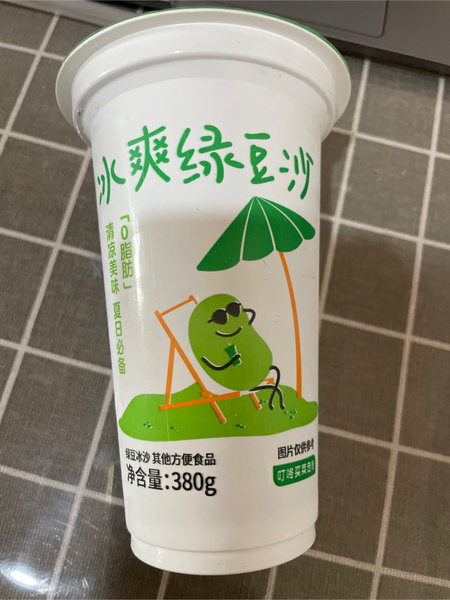 冰爽绿豆沙
「0脂肪」
清凉美味 夏日必备
绿豆冰沙 其他方便食品
净含量:380g
图片仅供参考
叮咚买菜定制